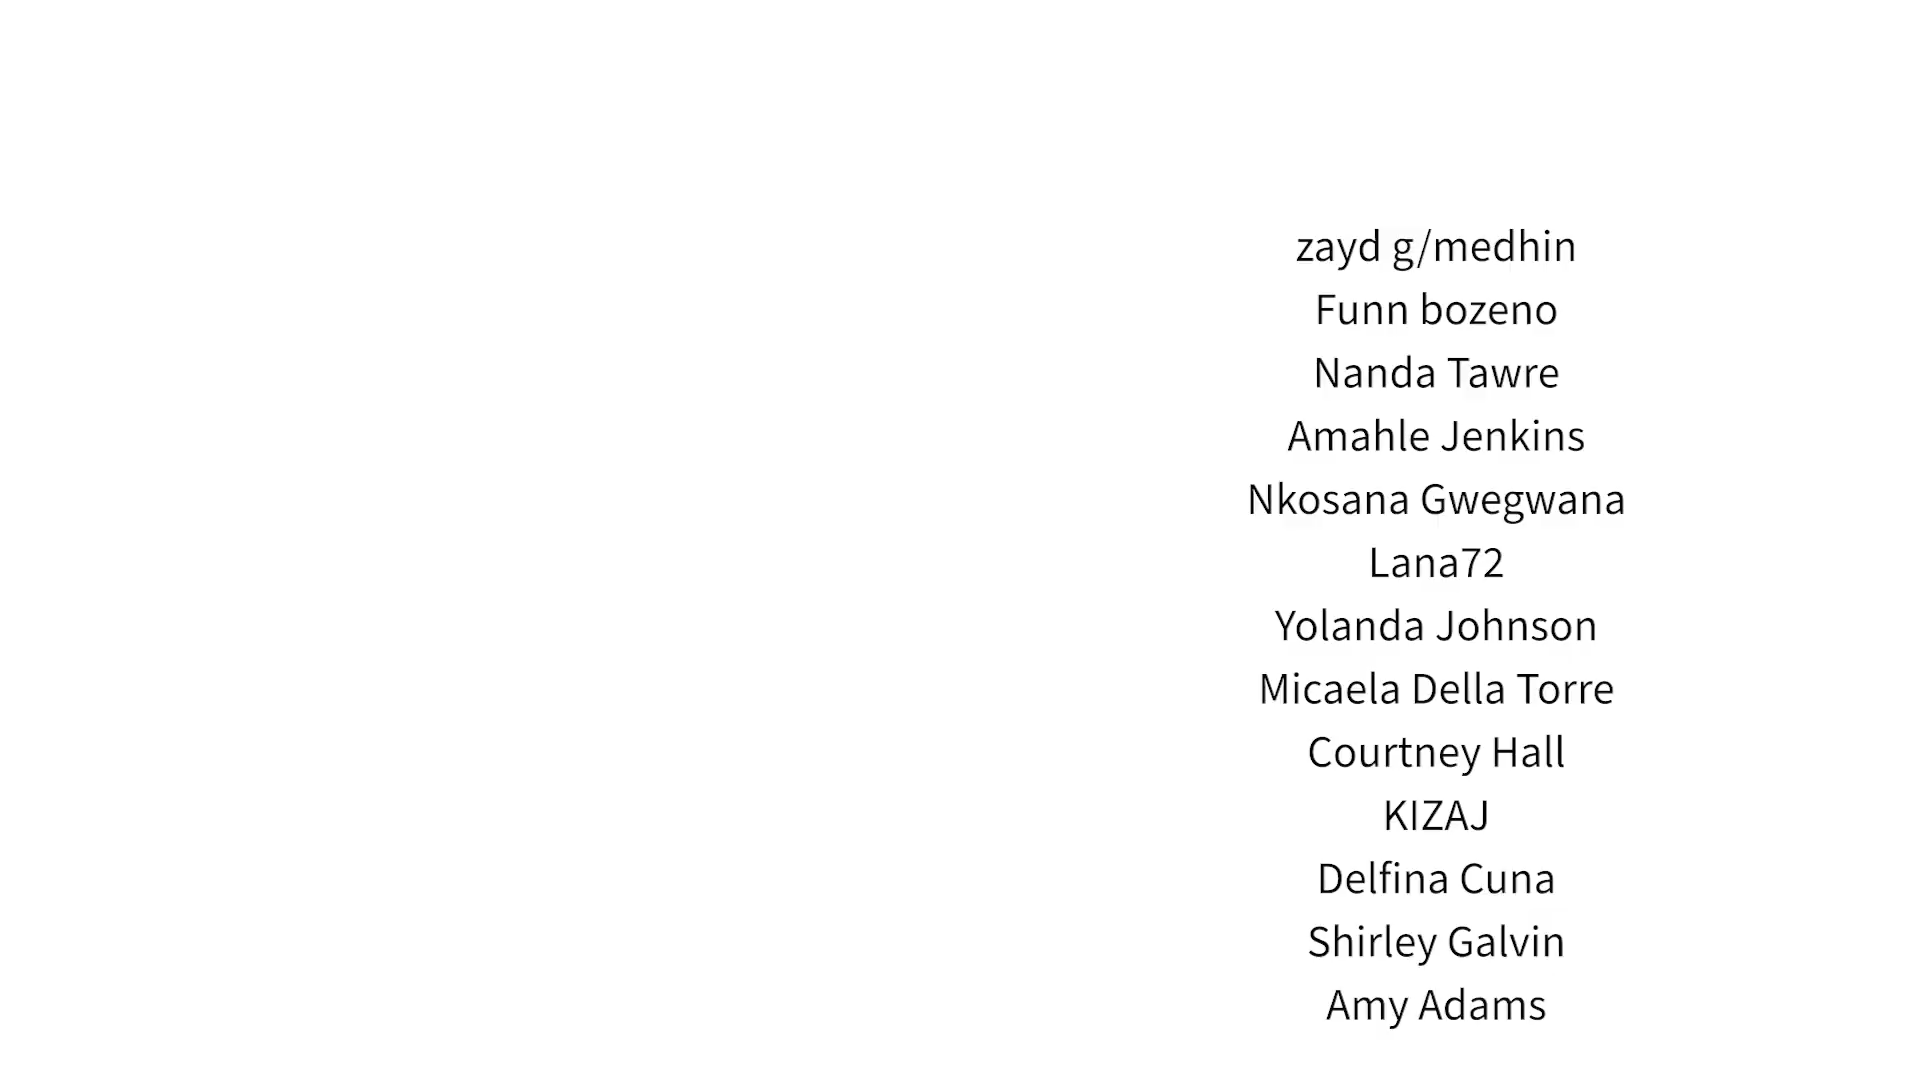 zayd g/medhin
Funn bozeno
Nanda Tawre
Amahle Jenkins
Nkosana Gwegwana
Lana72
Yolanda Johnson
Micaela Della Torre
Courtney Hall
KIZAJ
Delfina Cuna
Shirley Galvin
Amy Adams